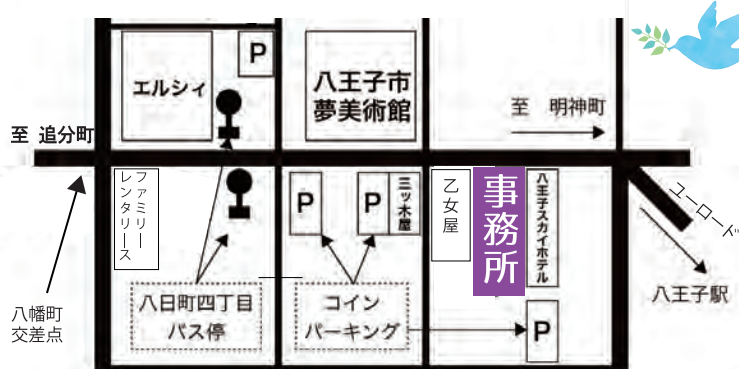 P
エルシィ
八王子市
夢美術館
至 明神町
至 追分町
ファミリー
レンタリース
P
P
三ッ木屋
乙女屋
事務所
八王子スカイホテル
ユーロード
八王子駅
八日町四丁目
バス停
コイン
パーキング
P
八幡町
交差点